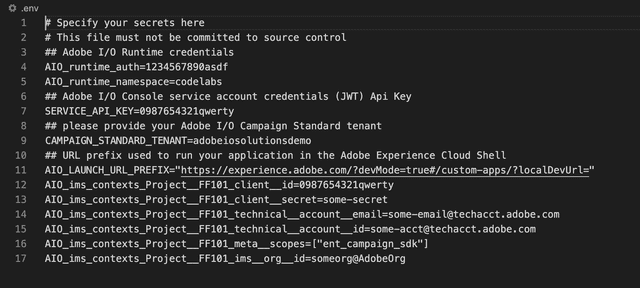 .env
1 # Specify your secrets here
2 # This file must not be committed to source control
3 ## Adobe I/O Runtime credentials
4 AIO_runtime_auth=1234567890asdf
5 AIO_runtime_namespace=codelabs
6 ## Adobe I/O Console service account credentials (JWT) Api Key
7 SERVICE_API_KEY=0987654321qwerty
8 ## please provide your Adobe I/O Campaign Standard tenant
9 CAMPAIGN_STANDARD_TENANT=adobeiosolutionsdemo
10 ## URL prefix used to run your application in the Adobe Experience Cloud Shell
11 AIO_LAUNCH_URL_PREFIX="https://experience.adobe.com/?devMode=true#/custom-apps/?localDevUrl="
12 AIO_ims_contexts_Project__FF101_client__id=0987654321qwerty
13 AIO_ims_contexts_Project__FF101_client__secret=some-secret
14 AIO_ims_contexts_Project__FF101_technical__account__email=some-email@techacct.adobe.com
15 AIO_ims_contexts_Project__FF101_technical__account__id=some-acct@techacct.adobe.com
16 AIO_ims_contexts_Project__FF101_meta__scopes=["ent_campaign_sdk"]
17 AIO_ims_contexts_Project__FF101_ims__org__id=someorg@AdobeOrg